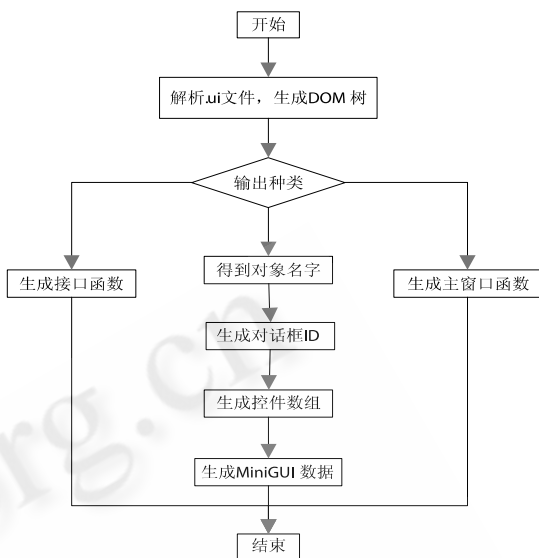 开始
解析.ui文件，生成DOM 树
输出种类
生成接口函数
得到对象名字
生成主窗口函数
生成对话框ID
生成控件数组
生成MiniGUI 数据
结束
org.cn